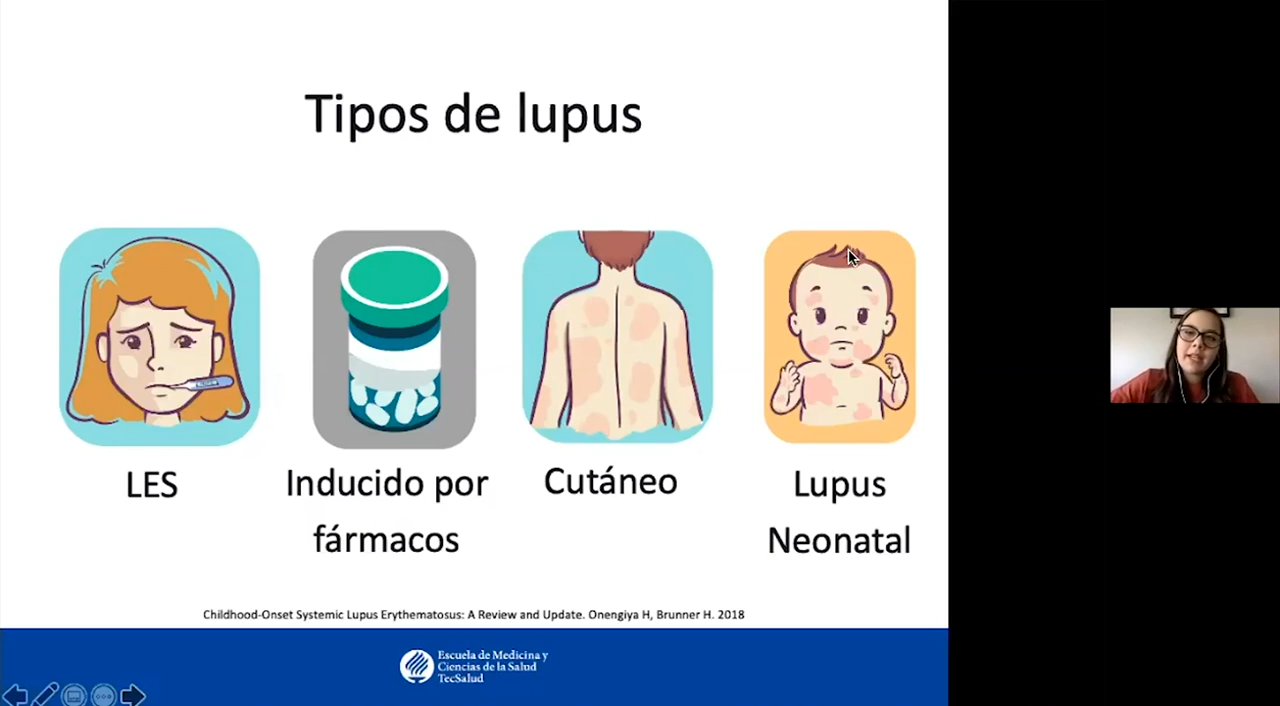 Tipos de lupus
LES
Inducido por
fármacos
Cutáneo
Lupus
Neonatal
Childhood-Onset Systemic Lupus Erythematosus: A Review and Update. Onengiya H, Brunner H. 2018
Escuela de Medicina y
Ciencias de la Salud
TecSalud